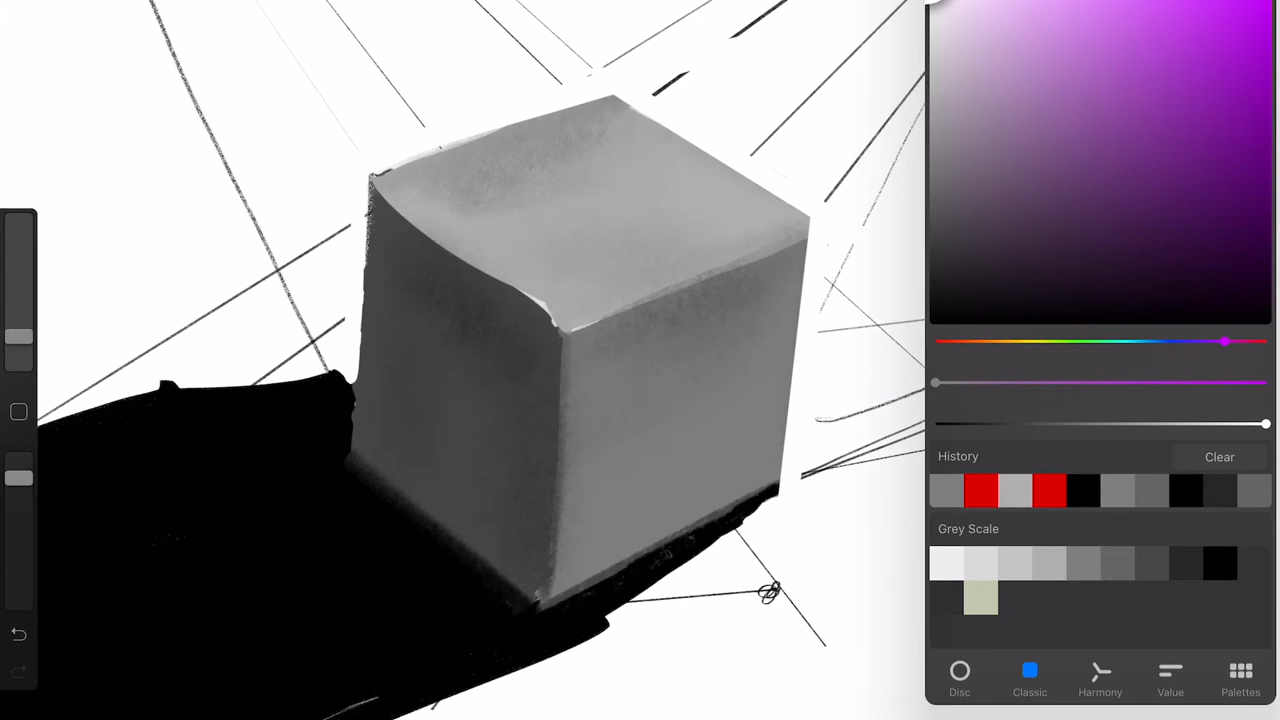 History
Clear
Grey Scale
Disc
Classic
Harmony
Value
Palettes